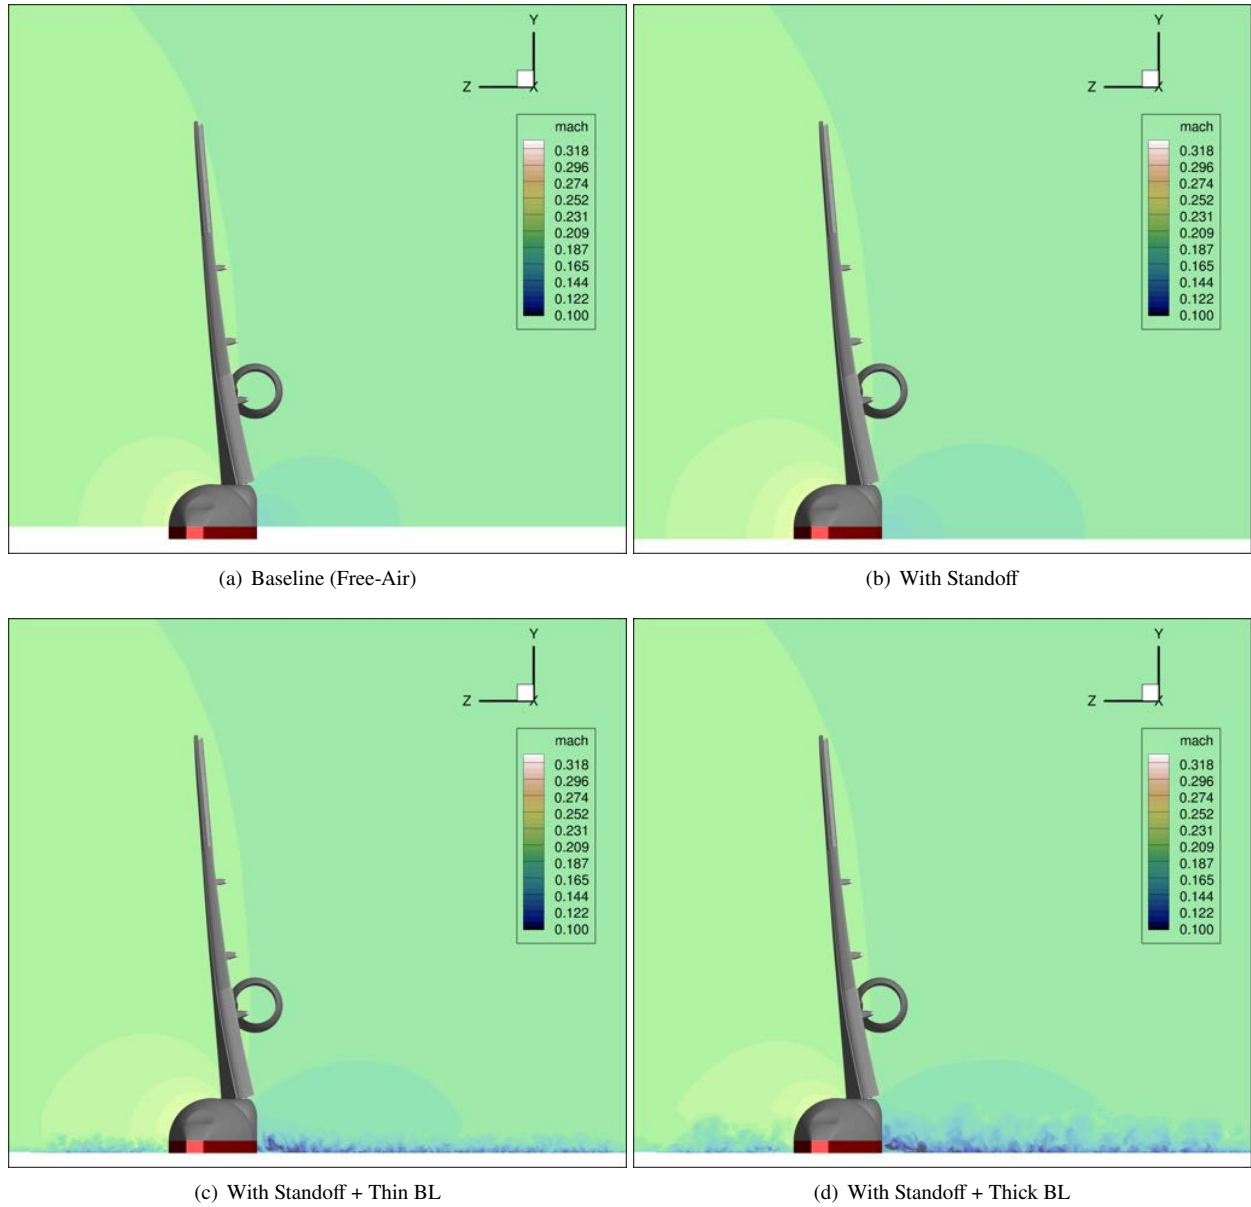 Y
Z
X
mach
0.318
0.296
0.274
0.252
0.231
0.209
0.187
0.165
0.144
0.122
0.100
Y
Z
X
mach
0.318
0.296
0.274
0.252
0.231
0.209
0.187
0.165
0.144
0.122
0.100
(a) Baseline (Free-Air)
(b) With Standoff
Y
Z
X
mach
0.318
0.296
0.274
0.252
0.231
0.209
0.187
0.165
0.144
0.122
0.100
Y
Z
X
mach
0.318
0.296
0.274
0.252
0.231
0.209
0.187
0.165
0.144
0.122
0.100
(c) With Standoff + Thin BL
(d) With Standoff + Thick BL